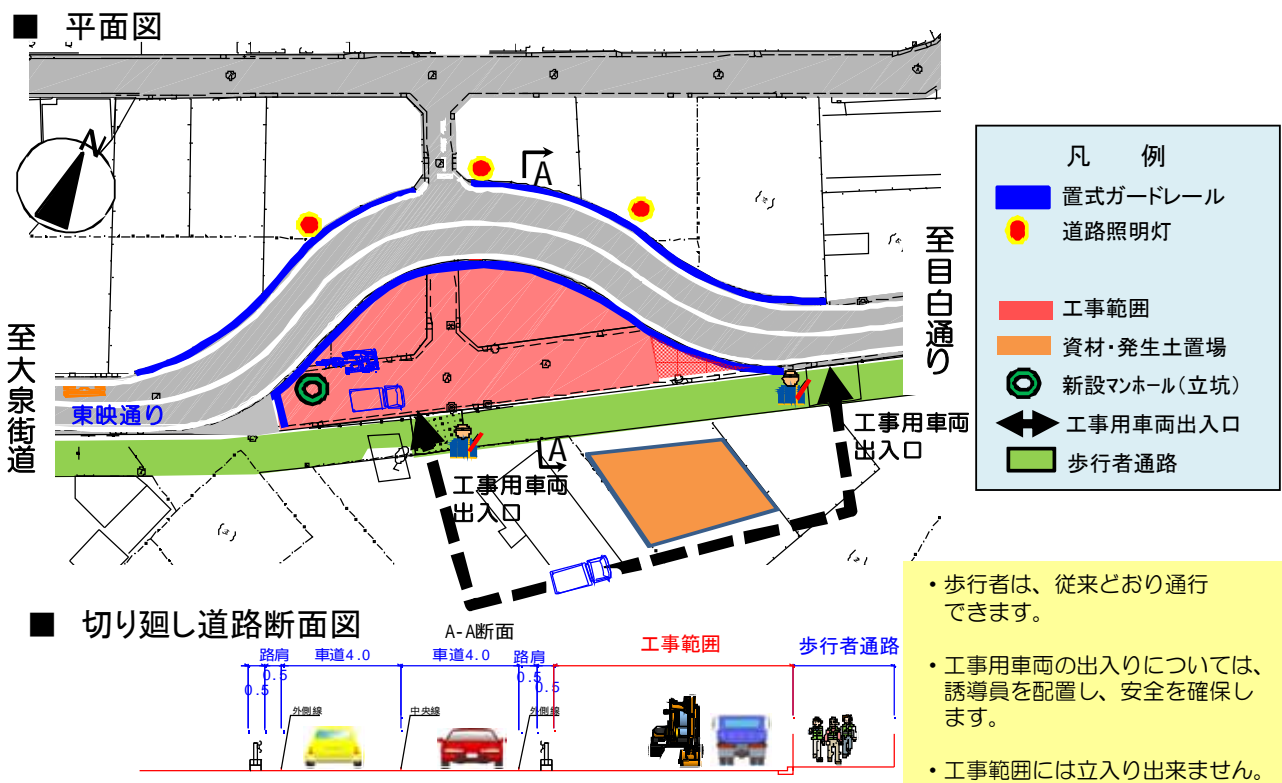 ■ 平面図
N
A
至大泉街道
東映通り
至目白通り
工事用車両
出入口
A
工事用車両
出入口
凡 例
置式ガードレール
道路照明灯
工事範囲
資材・発生土置場
新設マンホール(立坑)
工事用車両出入口
歩行者通路
■ 切り廻し道路断面図
A-A断面
路肩 車道4.0 車道4.0 路肩 工事範囲 歩行者通路
0.5 0.5 0.5 0.5
外側線 中央線 外側線
・歩行者は、従来どおり通行
できます。
・工事用車両の出入りについては、
誘導員を配置し、安全を確保し
ます。
・工事範囲には立入り出来ません。